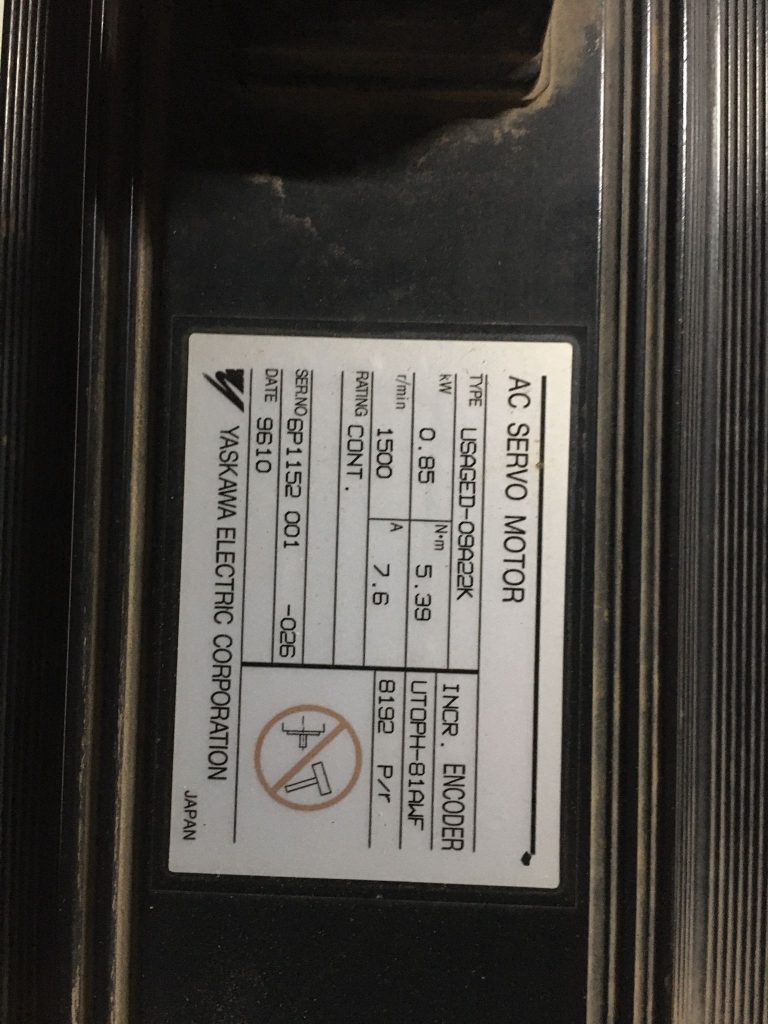 AC SERVO MOTOR
TYPE USAGED-09A22K
INCR. ENCODER
kW 0.85 N·m 5.39
UTOPH-81AWF
r/min 1500 A 7.6
8192 P/r
RATING CONT.
SER.NO 6P1152 001 -026
DATE 9610
YASKAWA ELECTRIC CORPORATION
JAPAN